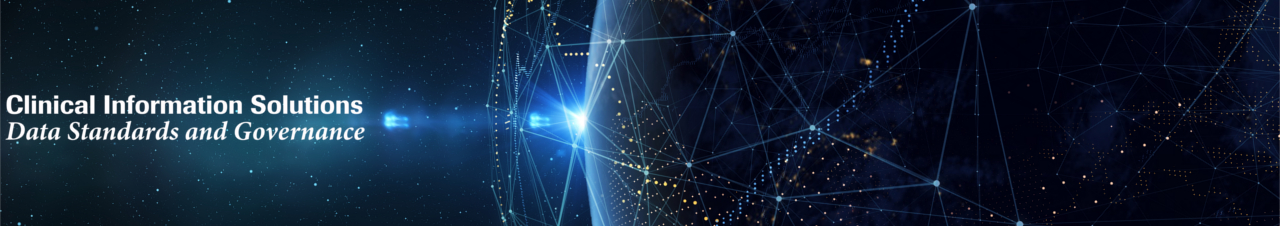 Clinical Information Solutions
Data Standards and Governance